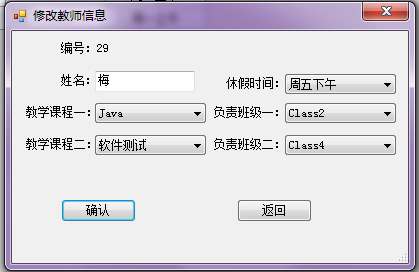 修改教师信息
编号：29
姓名：梅 休假时间：周五下午
教学课程一：Java 负责班级一：Class2
教学课程二：软件测试 负责班级二：Class4
确认 返回